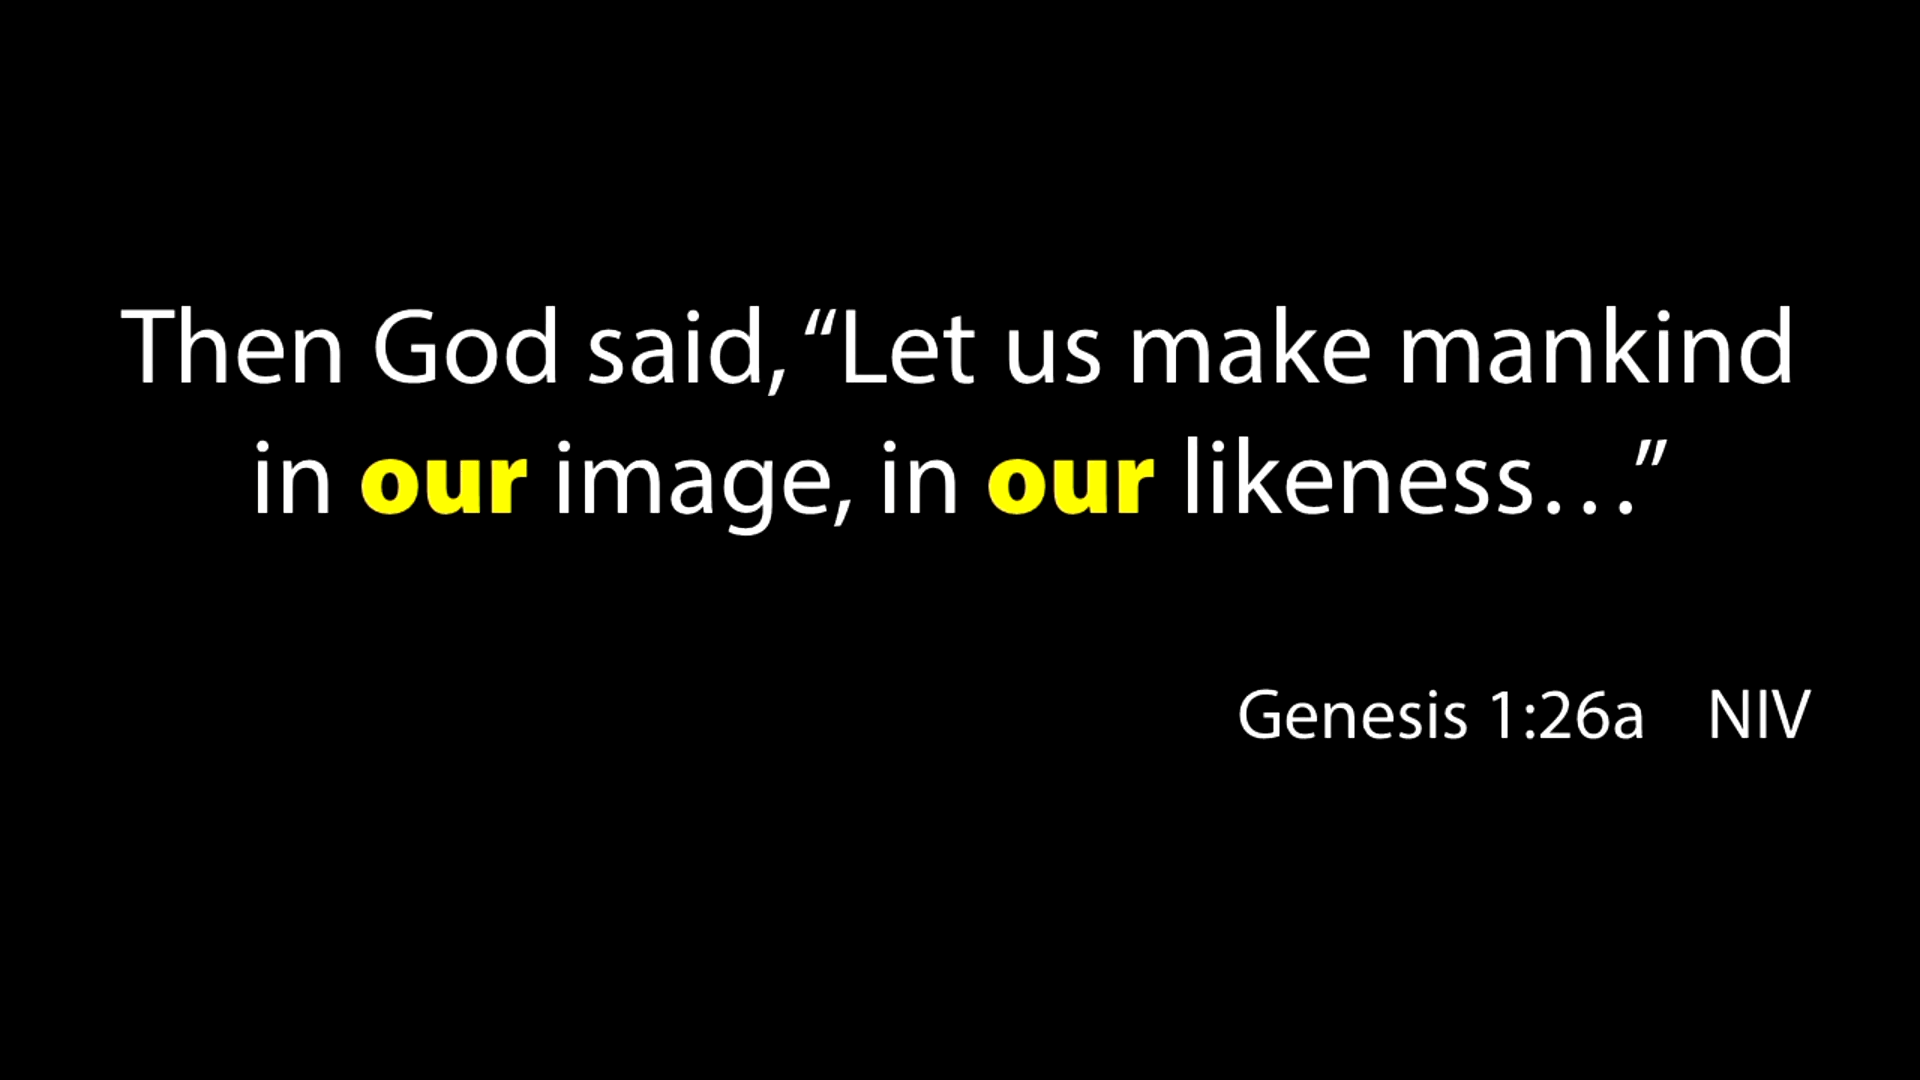 Then God said, “Let us make mankind
in our image, in our likeness…”
Genesis 1:26a NIV